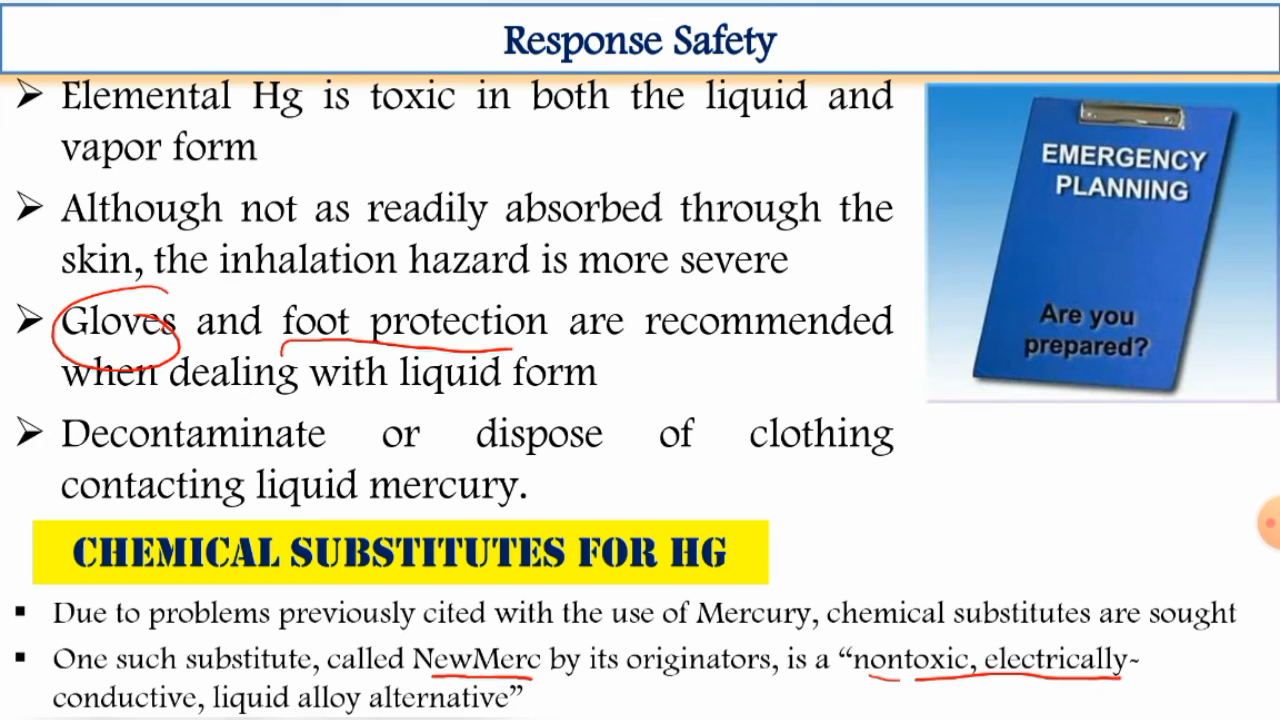 Response Safety
➢ Elemental Hg is toxic in both the liquid and
vapor form
➢ Although not as readily absorbed through the
skin, the inhalation hazard is more severe
➢ Gloves and foot protection are recommended
when dealing with liquid form
➢ Decontaminate or dispose of clothing
contacting liquid mercury.
EMERGENCY
PLANNING
Are you
prepared?
CHEMICAL SUBSTITUTES FOR HG
▪ Due to problems previously cited with the use of Mercury, chemical substitutes are sought
▪ One such substitute, called NewMerc by its originators, is a “nontoxic, electrically-
conductive, liquid alloy alternative”